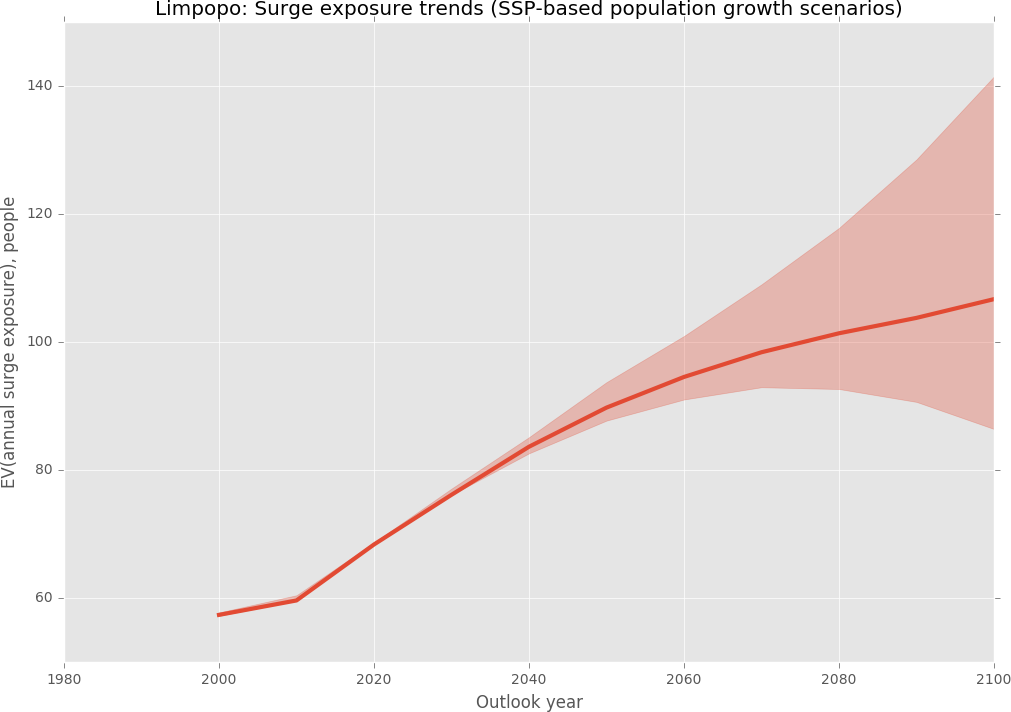 Limpopo: Surge exposure trends (SSP-based population growth scenarios)
EV(annual surge exposure), people
140
120
100
80
60
1980 2000 2020 2040 2060 2080 2100
Outlook year